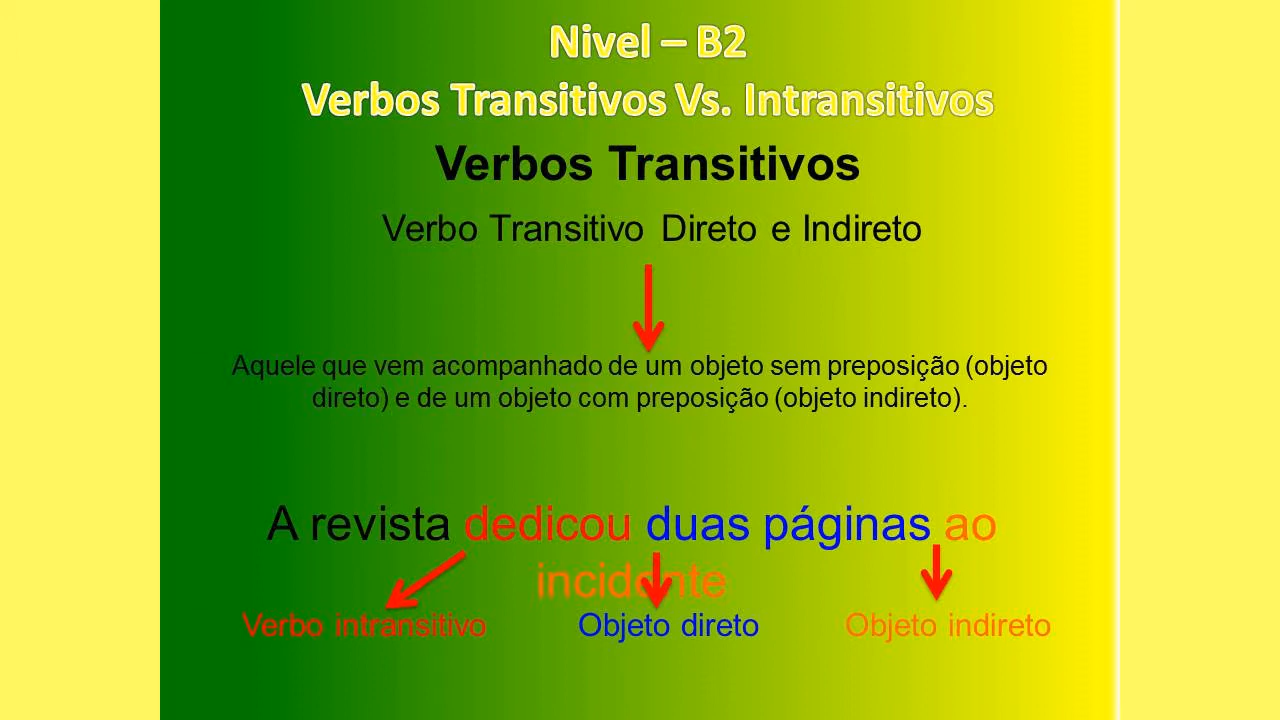 Nivel – B2
Verbos Transitivos Vs. Intransitivos
Verbos Transitivos
Verbo Transitivo Direto e Indireto
Aquele que vem acompanhado de um objeto sem preposição (objeto
direto) e de um objeto com preposição (objeto indireto).
A revista dedicou duas páginas ao
incidente
Verbo intransitivo Objeto direto Objeto indireto